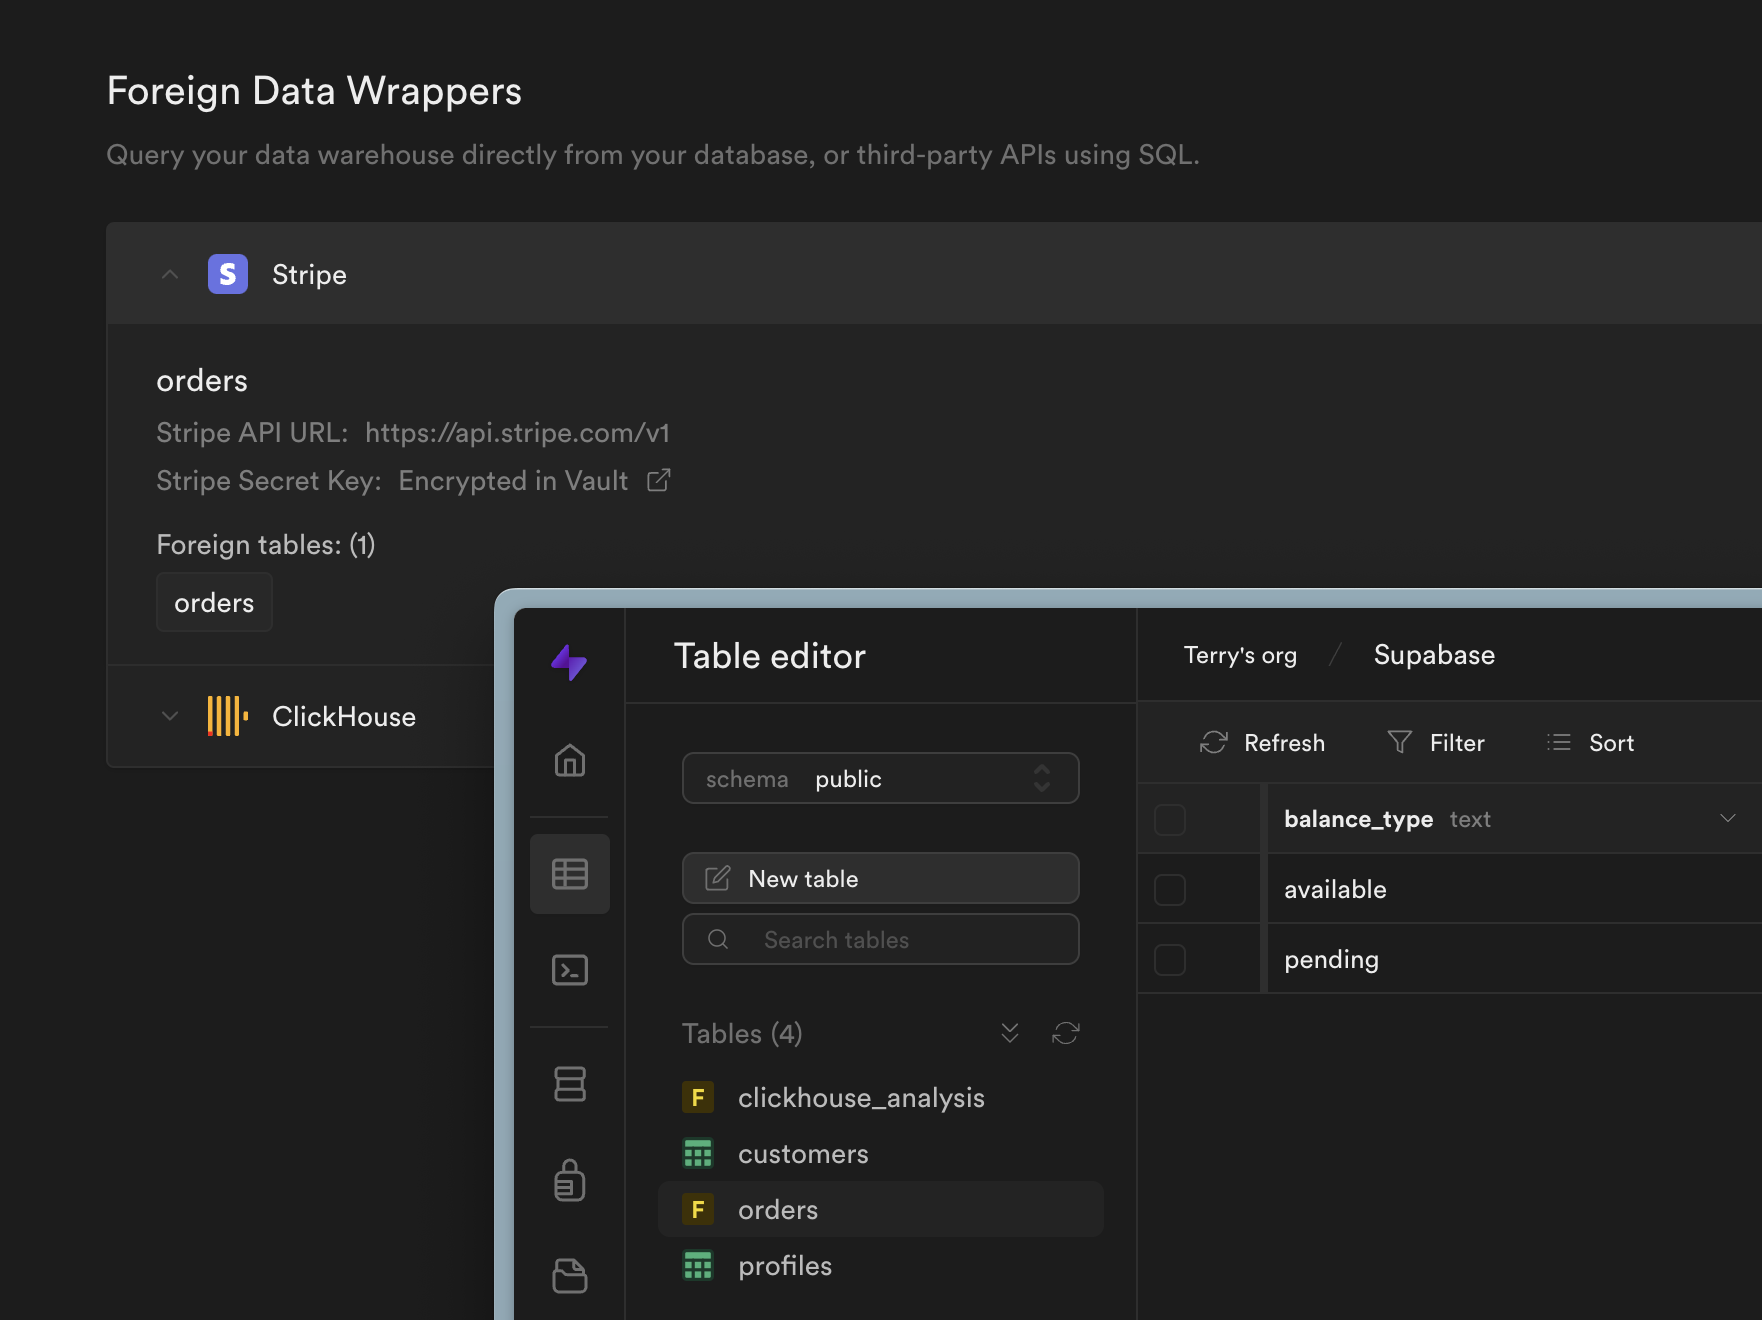 Foreign Data Wrappers
Query your data warehouse directly from your database, or third-party APIs using SQL.
S Stripe
orders
Stripe API URL: https://api.stripe.com/v1
Stripe Secret Key: Encrypted in Vault
Foreign tables: (1)
orders
ClickHouse
Table editor
schema public
New table
Search tables
Tables (4)
F clickhouse_analysis
customers
F orders
profiles
Terry's org / Supabase
Refresh Filter Sort
balance_type text
available
pending